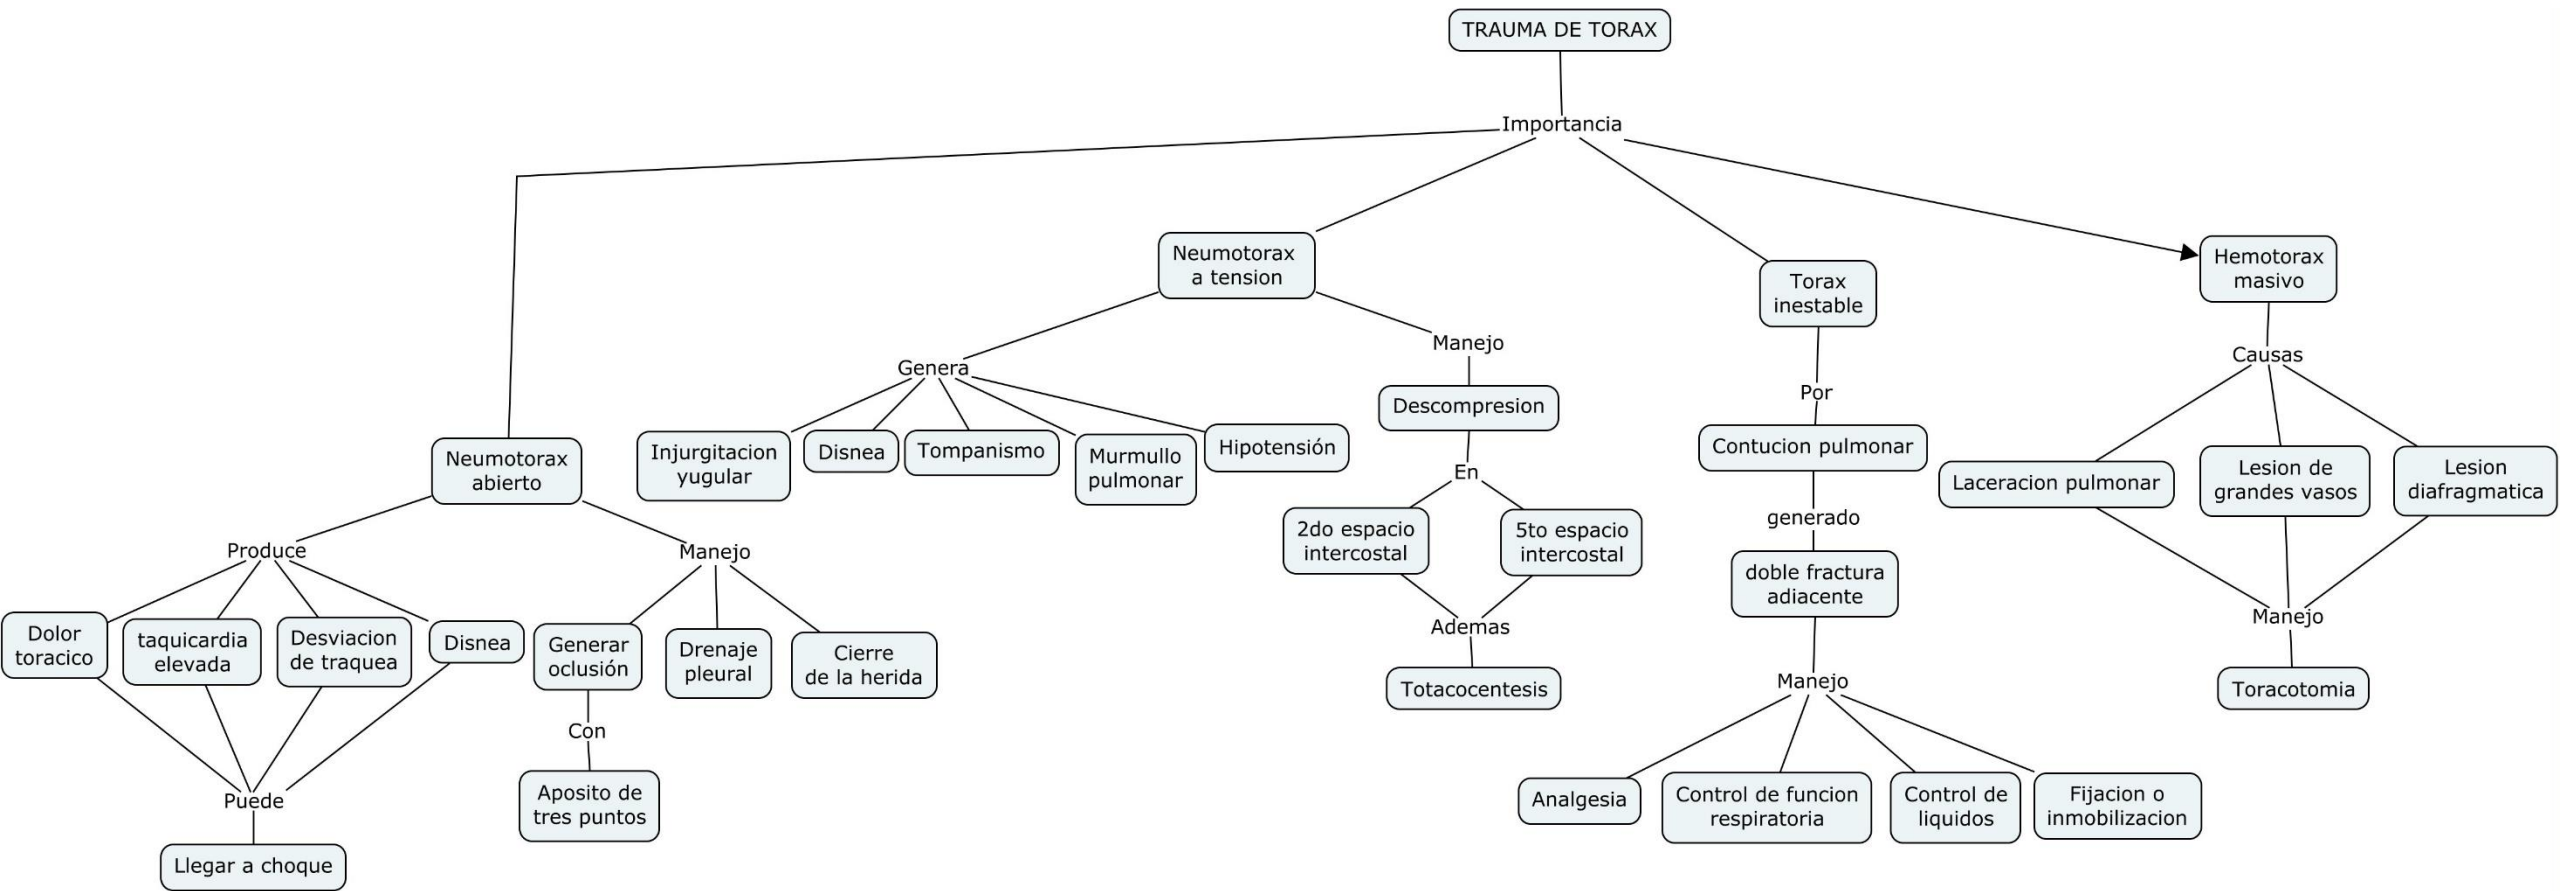 TRAUMA DE TORAX
Importancia
Neumotorax
a tension
Torax
inestable
Hemotorax
masivo
Genera
Manejo
Por
Causas
Injurgitacion
yugular
Disnea
Tompanismo
Murmullo
pulmonar
Hipotensión
Descompresion
En
2do espacio
intercostal
5to espacio
intercostal
Ademas
Totacocentesis
Contucion pulmonar
generado
doble fractura
adiacente
Manejo
Analgesia
Control de funcion
respiratoria
Control de
liquidos
Fijacion o
inmobilizacion
Laceracion pulmonar
Lesion de
grandes vasos
Lesion
diafragmatica
Manejo
Toracotomia
Neumotorax
abierto
Produce
Manejo
Dolor
toracico
taquicardia
elevada
Desviacion
de traquea
Disnea
Generar
oclusión
Drenaje
pleural
Cierre
de la herida
Con
Aposito de
tres puntos
Puede
Llegar a choque